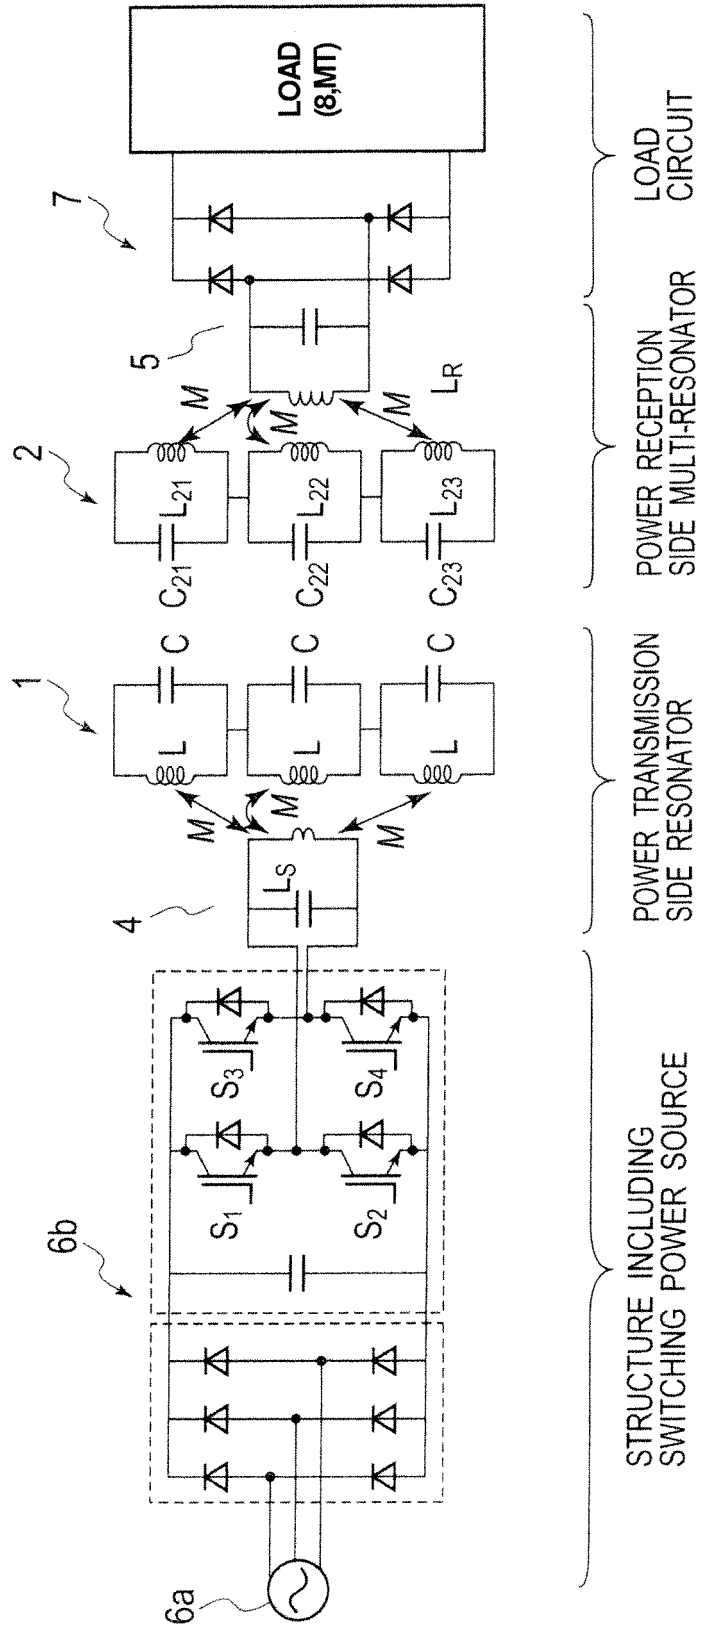 6a
6b
S1
S2
S3
S4
4
LS
M
M
M
1
L
L
L
C
C
C
2
C21
C22
C23
L21
L22
L23
M
M
M
LR
5
7
LOAD
(8,MT)
STRUCTURE INCLUDING
SWITCHING POWER SOURCE
POWER TRANSMISSION
SIDE RESONATOR
POWER RECEPTION
SIDE MULTI-RESONATOR
LOAD
CIRCUIT